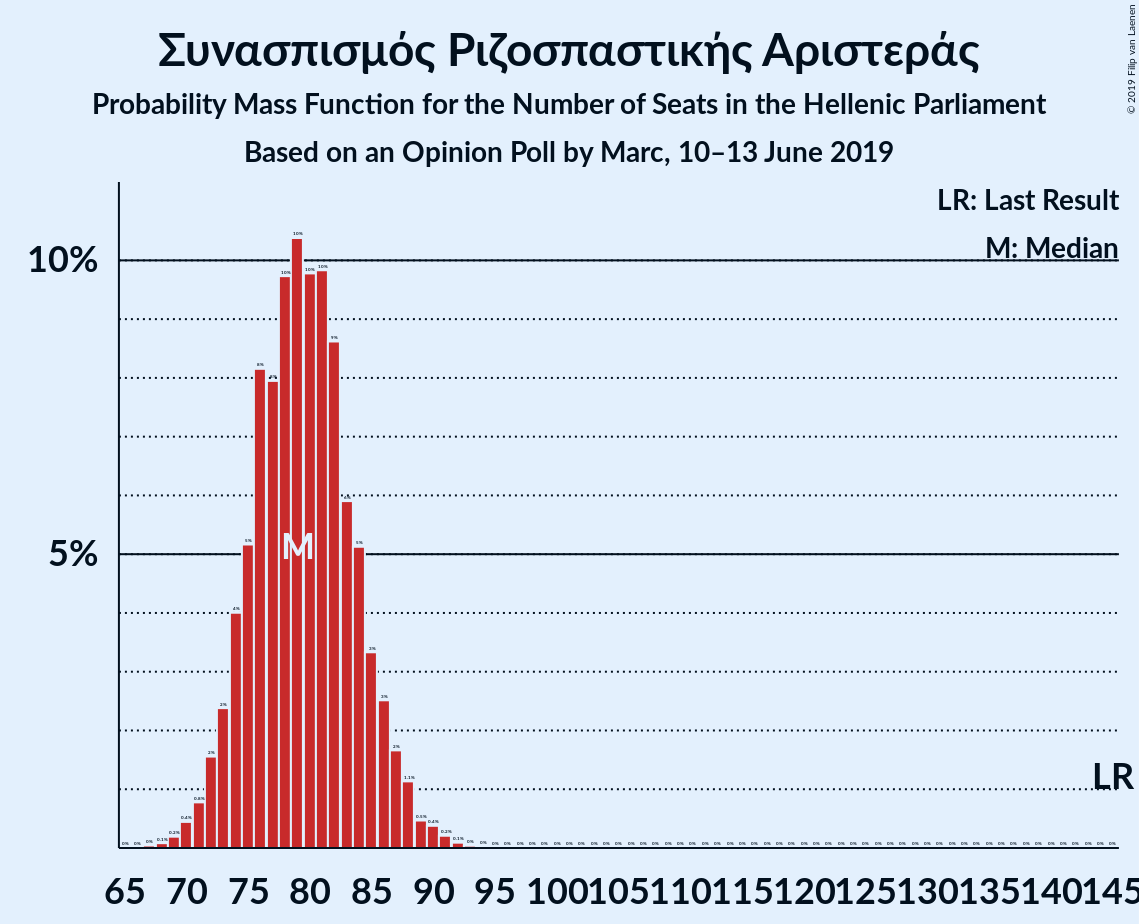 Συνασπισμός Ριζοσπαστικής Αριστεράς
Probability Mass Function for the Number of Seats in the Hellenic Parliament
Based on an Opinion Poll by Marc, 10–13 June 2019
© 2019 Filip van Laenen
LR: Last Result
M: Median
10%
5%
M
LR
65 70 75 80 85 90 95 100 105 110 115 120 125 130 135 140 145